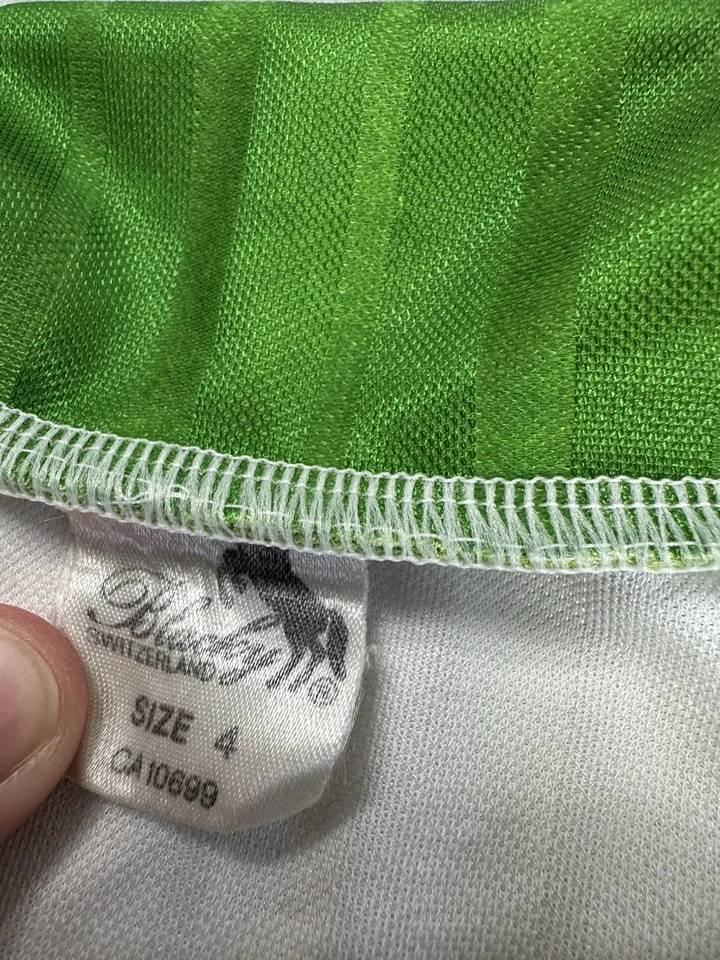 Blacky
SWITZERLAND
®
SIZE 4
CA10699